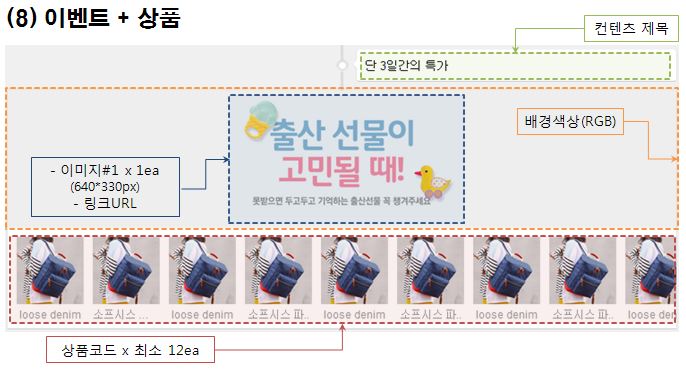 (8) 이벤트 + 상품
컨텐츠 제목
단 3일간의 특가
배경색상(RGB)
- 이미지#1 x 1ea
(640*330px)
- 링크URL
출산 선물이
고민될 때!
못받으면 두고두고 기억하는 출산선물 꼭 챙겨주세요
loose denim 소프시스 ... loose denim 소프시스 파.. loose denim 소프시스 파.. loose denim 소프시스 파.. loose den
상품코드 x 최소 12ea